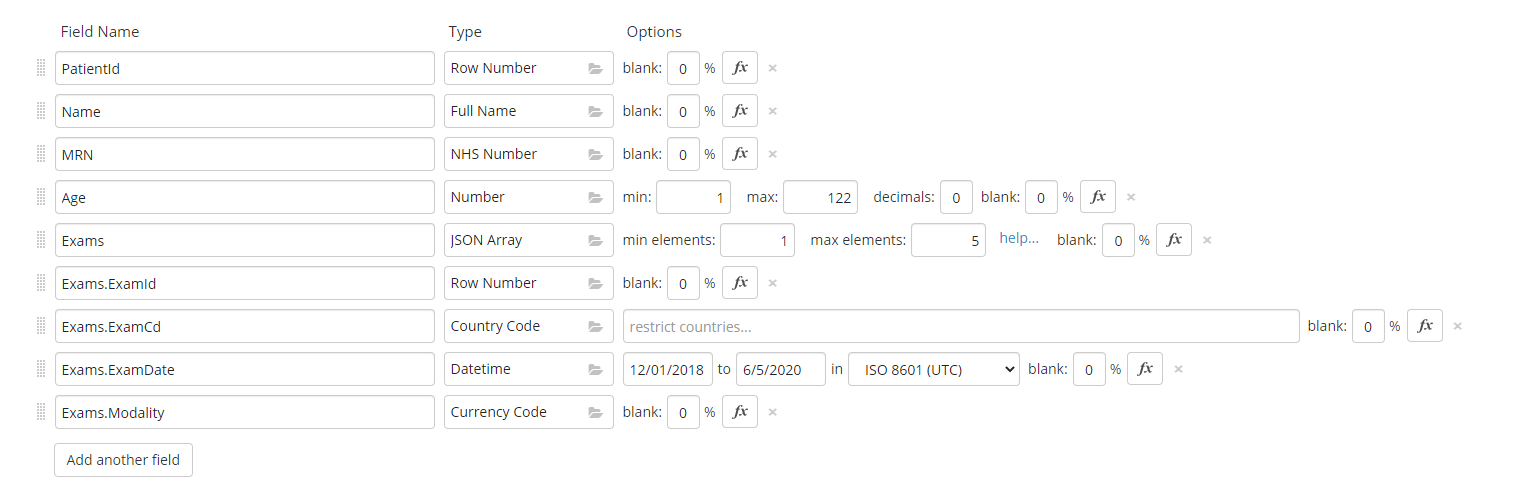 Field Name Type Options
PatientId Row Number blank: 0 % fx ×
Name Full Name blank: 0 % fx ×
MRN NHS Number blank: 0 % fx ×
Age Number min: 1 max: 122 decimals: 0 blank: 0 % fx ×
Exams JSON Array min elements: 1 max elements: 5 help... blank: 0 % fx ×
Exams.ExamId Row Number blank: 0 % fx ×
Exams.ExamCd Country Code restrict countries... blank: 0 % fx ×
Exams.ExamDate Datetime 12/01/2018 to 6/5/2020 in ISO 8601 (UTC) blank: 0 % fx ×
Exams.Modality Currency Code blank: 0 % fx ×
Add another field